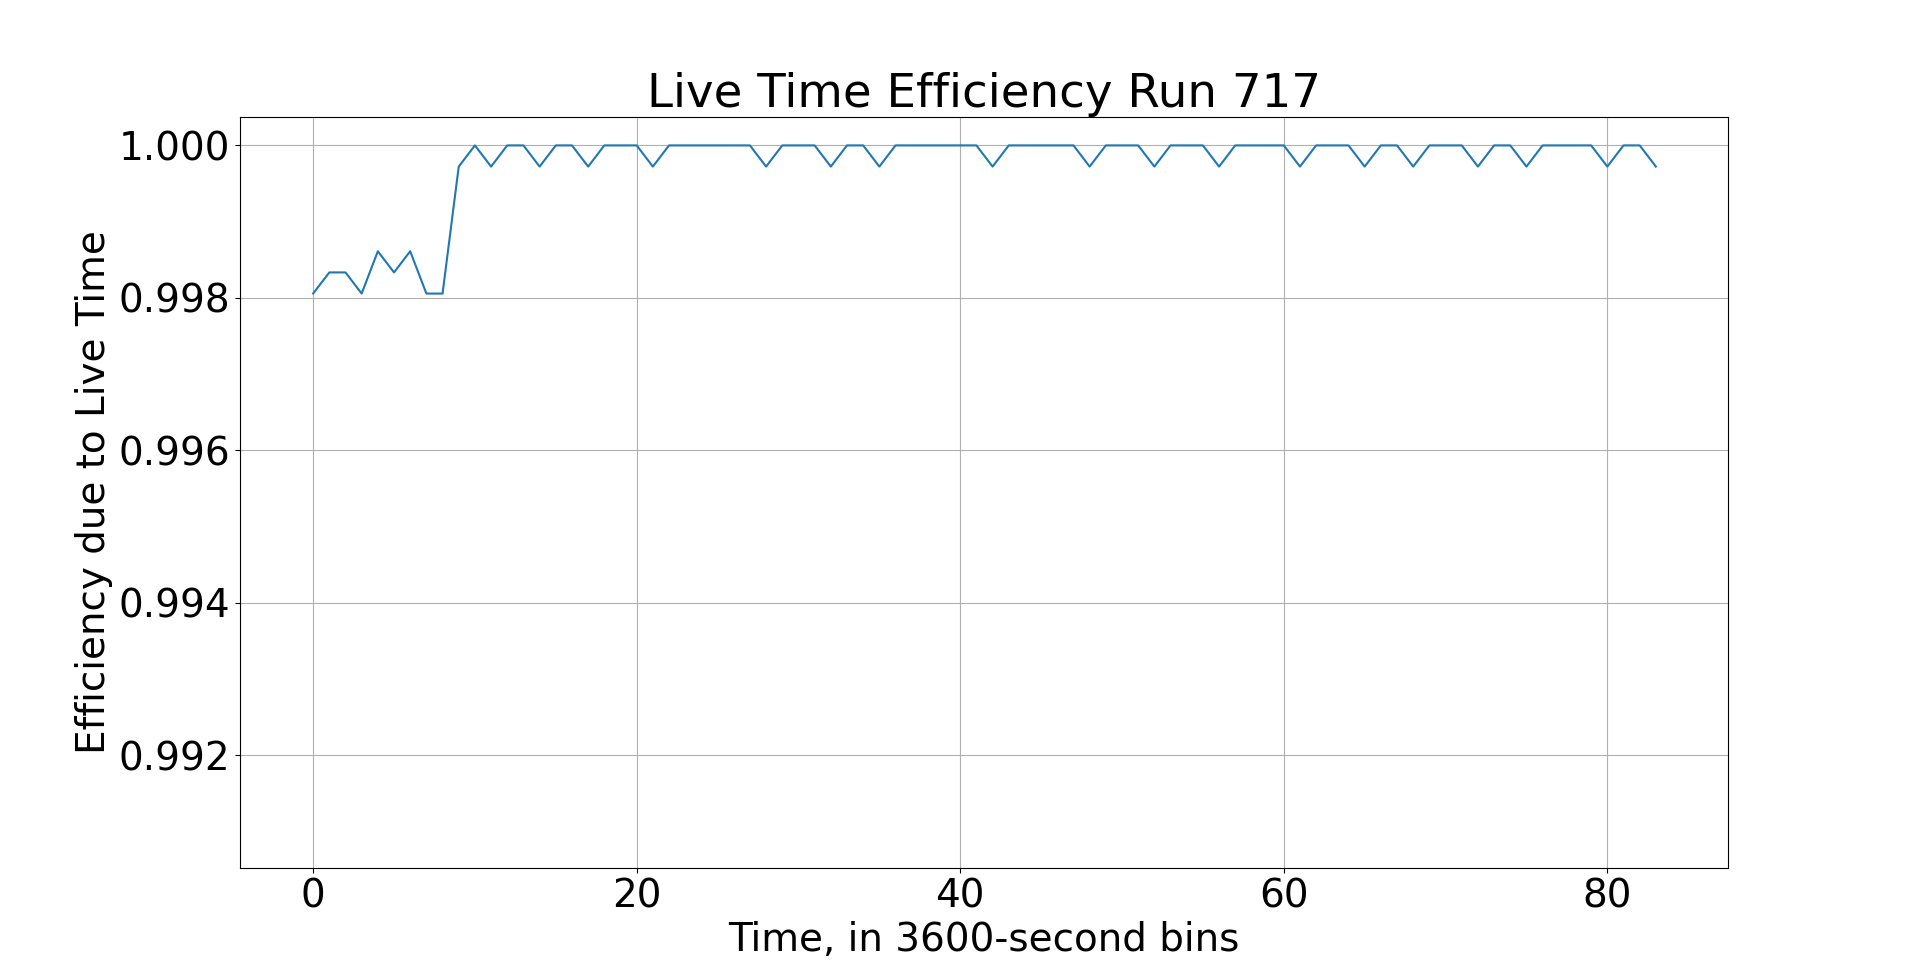 Live Time Efficiency Run 717
Efficiency due to Live Time
1.000
0.998
0.996
0.994
0.992
0 20 40 60 80
Time, in 3600-second bins